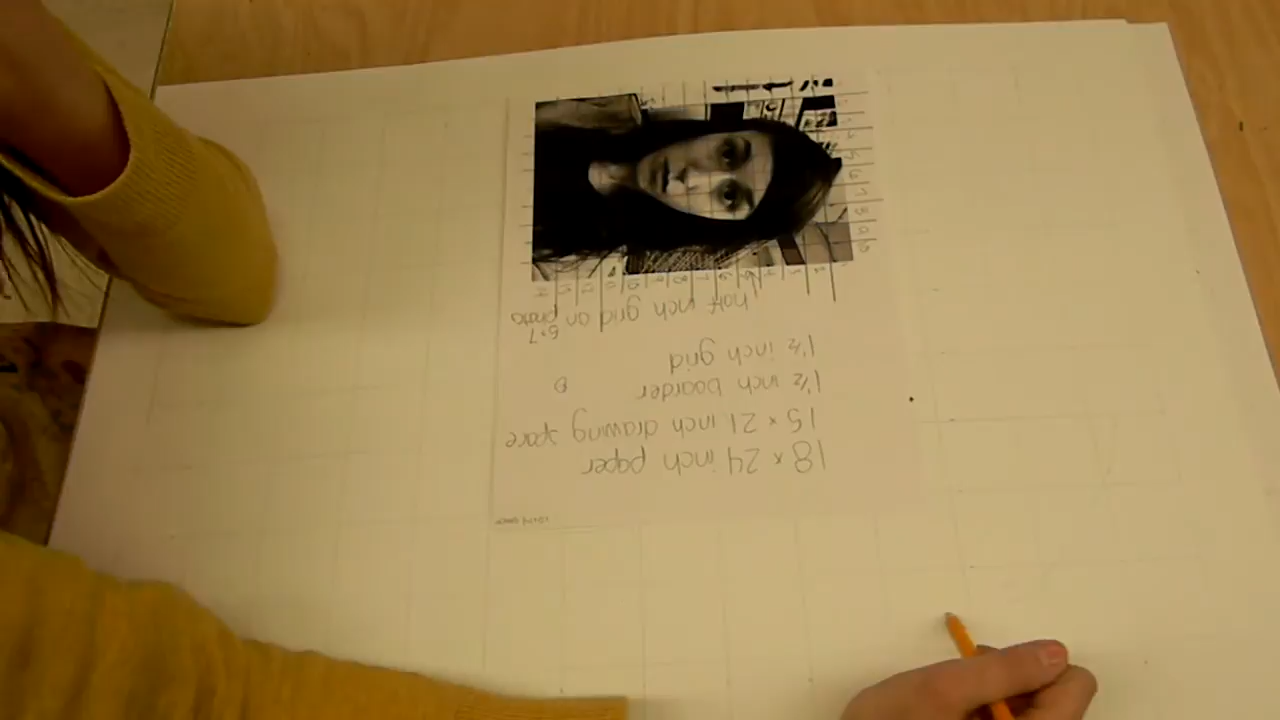 18 x 24 inch paper
15 x 21 inch drawing space
1½ inch boarder
1½ inch grid
half inch grid on photo
5x7